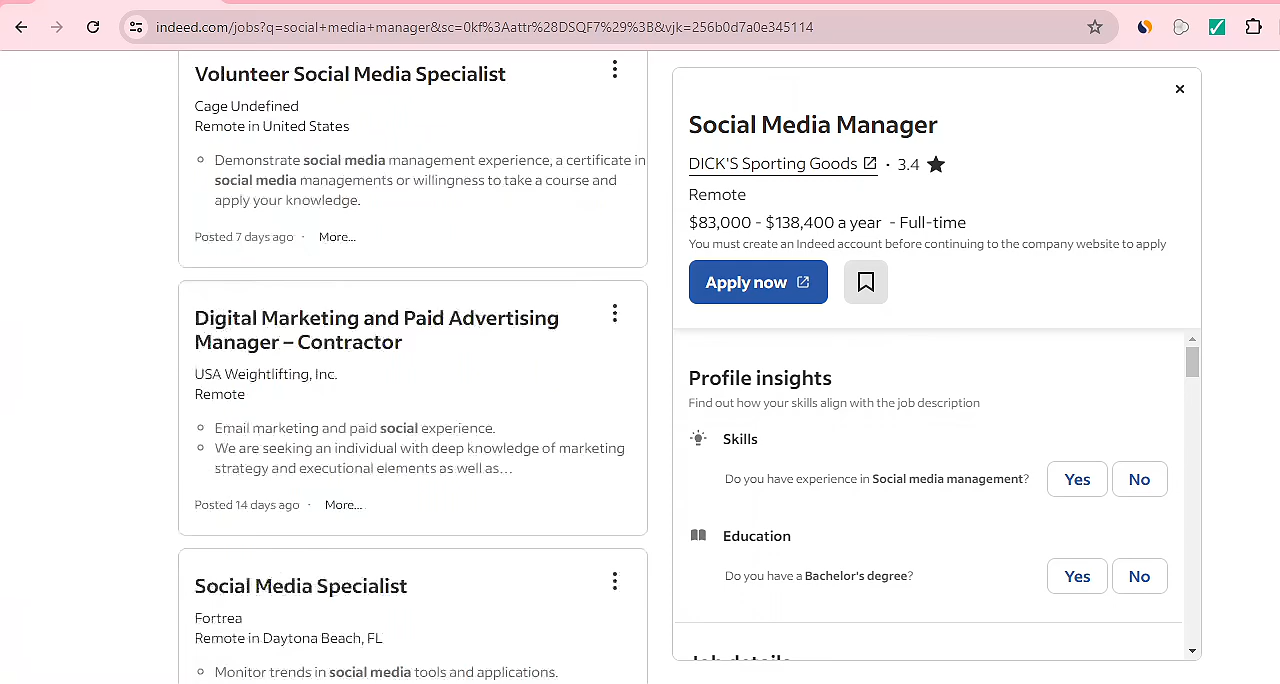 indeed.com/jobs?q=social+media+manager&sc=0kf%3Aattr%28DSQF7%29%3B&vjk=256b0d7a0e345114
Volunteer Social Media Specialist
Cage Undefined
Remote in United States
Demonstrate social media management experience, a certificate in
social media managements or willingness to take a course and
apply your knowledge.
Posted 7 days ago · More...
Digital Marketing and Paid Advertising
Manager – Contractor
USA Weightlifting, Inc.
Remote
Email marketing and paid social experience.
We are seeking an individual with deep knowledge of marketing
strategy and executional elements as well as…
Posted 14 days ago · More...
Social Media Specialist
Fortrea
Remote in Daytona Beach, FL
Monitor trends in social media tools and applications.
Social Media Manager
DICK'S Sporting Goods · 3.4
Remote
$83,000 - $138,400 a year - Full-time
You must create an Indeed account before continuing to the company website to apply
Apply now
Profile insights
Find out how your skills align with the job description
Skills
Do you have experience in Social media management? Yes No
Education
Do you have a Bachelor's degree? Yes No
Job details